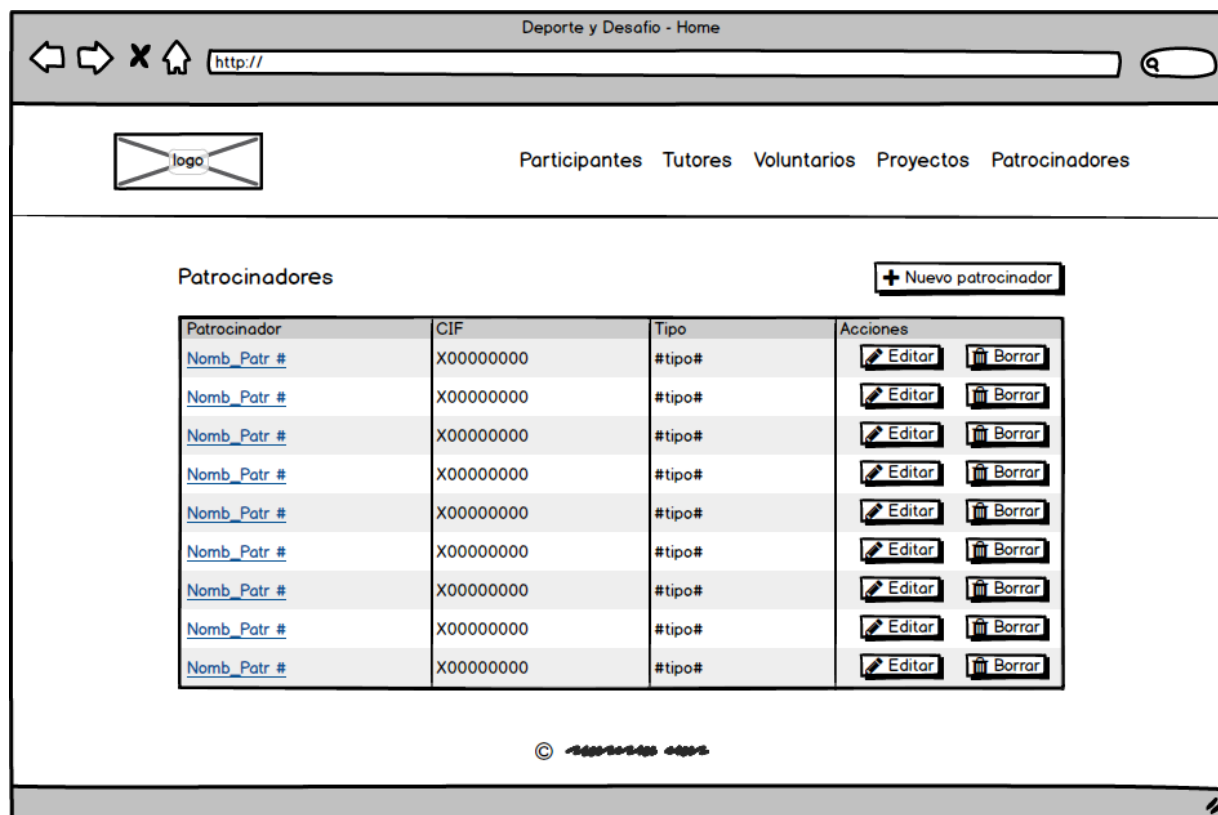 Deporte y Desafio - Home
http://
logo
Participantes Tutores Voluntarios Proyectos Patrocinadores
Patrocinadores
Nuevo patrocinador
Patrocinador CIF Tipo Acciones
Nomb_Patr # X00000000 #tipo# Editar Borrar
Nomb_Patr # X00000000 #tipo# Editar Borrar
Nomb_Patr # X00000000 #tipo# Editar Borrar
Nomb_Patr # X00000000 #tipo# Editar Borrar
Nomb_Patr # X00000000 #tipo# Editar Borrar
Nomb_Patr # X00000000 #tipo# Editar Borrar
Nomb_Patr # X00000000 #tipo# Editar Borrar
Nomb_Patr # X00000000 #tipo# Editar Borrar
Nomb_Patr # X00000000 #tipo# Editar Borrar
©